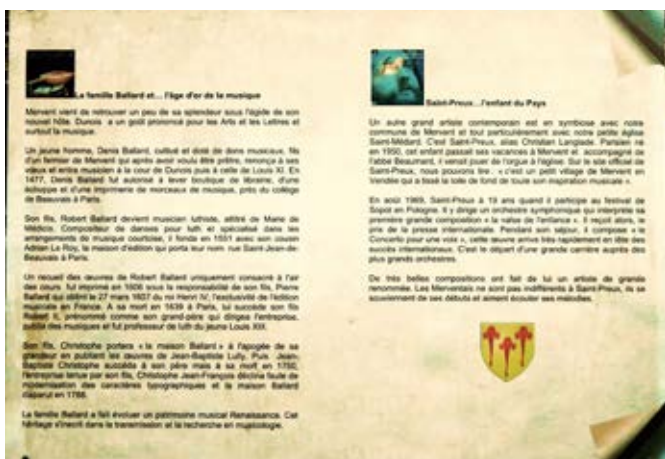 La famille Ballard et... l'âge d'or de la musique
Mervent vient de retrouver un peu de sa splendeur sous l'égide de son
nouvel hôte. Dunois a un goût prononcé pour les Arts et les Lettres et
surtout la musique.
Un jeune homme, Denis Ballard, cultivé et doté de dons musicaux, fils
d'un fermier de Mervent qui après avoir voulu être prêtre, renonça à ses
vœux et entra musicien à la cour de Dunois puis à celle de Louis XI. En
1477, Denis Ballard fut autorisé à lever boutique de librairie, d'une
échoppe et d'une imprimerie de morceaux de musique, près du collège
de Beauvais à Paris.
Son fils, Robert Ballard devient musicien luthiste, attitré de Marie de
Médicis. Compositeur de danses pour luth et spécialisé dans les
arrangements de musique courtoise, il fonda en 1551 avec son cousin
Adrian Le Roy, la maison d'édition qui porta leur nom, rue Saint-Jean-de-
Beauvais à Paris.
Un recueil des œuvres de Robert Ballard uniquement consacré à l'air
des cours fut imprimé en 1606 sous la responsabilité de son fils, Pierre
Ballard qui obtint le 27 mars 1607 du roi Henri IV, l'exclusivité de l'édition
musicale en France. A sa mort en 1639 à Paris, lui succède son fils
Robert II, prénommé comme son grand-père qui dirigea l'entreprise,
publia des musiques et fut professeur de luth du jeune Louis XIII.
Son fils, Christophe portera « la maison Ballard » à l'apogée de sa
grandeur en publiant les œuvres de Jean-Baptiste Lully. Puis Jean-
Baptiste Christophe succéda à son père mais à sa mort en 1750,
l'entreprise tenue par son fils, Christophe Jean-François déclina faute de
modernisation des caractères typographiques et la maison Ballard
disparut en 1788.
La famille Ballard a fait évoluer un patrimoine musical Renaissance. Cet
héritage s'inscrit dans la transmission et la recherche en musicologie.
Saint-Preux...l'enfant du Pays
Un autre grand artiste contemporain est en symbiose avec notre
commune de Mervent et tout particulièrement avec notre petite église
Saint-Médard. C'est Saint-Preux, alias Christian Langlade. Parisien né
en 1950, cet enfant passait ses vacances à Mervent et accompagné de
l'abbé Beaumant, il venait jouer de l'orgue à l'église. Sur le site officiel de
Saint-Preux, nous pouvons lire : « c'est un petit village de Mervent en
Vendée qui a tissé la toile de fond de toute son inspiration musicale ».
En août 1969, Saint-Preux a 19 ans quand il participe au festival de
Sopot en Pologne. Il y dirige un orchestre symphonique qui interprète sa
première grande composition « la valse de l'enfance ». Il reçoit alors, le
prix de la presse internationale. Pendant son séjour, il compose « le
Concerto pour une voix », cette œuvre arrive très rapidement en tête des
succès internationaux. C'est le départ d'une grande carrière auprès des
plus grands orchestres.
De très belles compositions ont fait de lui un artiste de grande
renommée. Les Merventais ne sont pas indifférents à Saint-Preux, ils se
souviennent de ses débuts et aiment écouter ses mélodies.